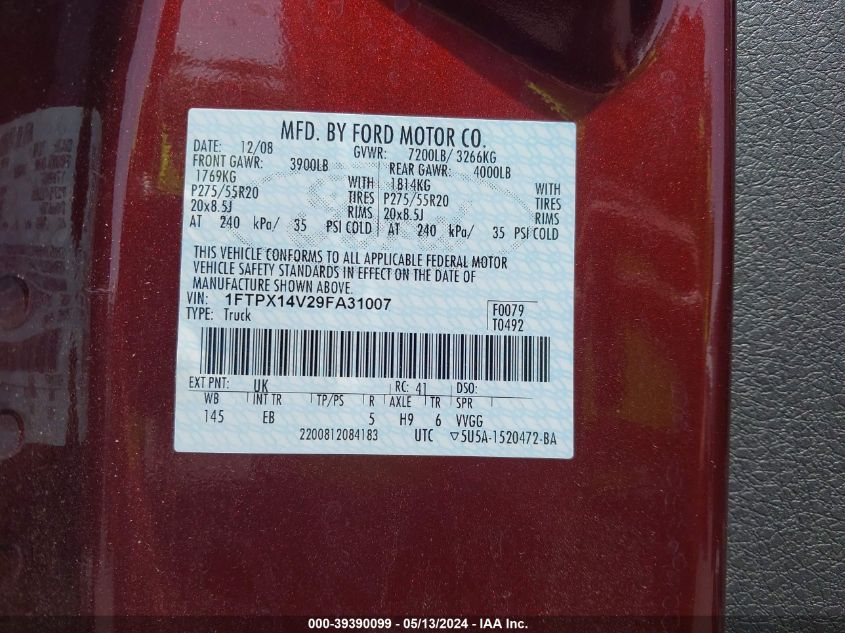 MFD. BY FORD MOTOR CO.
DATE: 12/08 GVWR: 7200LB/ 3266KG
FRONT GAWR: 3900LB REAR GAWR: 4000LB
1769KG WITH 1814KG WITH
P275/55R20 TIRES P275/55R20 TIRES
20x8.5J RIMS 20x8.5J RIMS
AT 240 kPa/ 35 PSI COLD AT 240 kPa/ 35 PSI COLD
THIS VEHICLE CONFORMS TO ALL APPLICABLE FEDERAL MOTOR
VEHICLE SAFETY STANDARDS IN EFFECT ON THE DATE OF
MANUFACTURE SHOWN ABOVE.
VIN: 1FTPX14V29FA31007
TYPE: Truck
F0079
T0492
EXT PNT: UK RC: 41 DSO:
WB INT TR TP/PS R AXLE TR SPR
145 EB 5 H9 6 VVGG
2200812084183 UTC ▽5U5A-1520472-BA
000-39390099 - 05/13/2024 - IAA Inc.